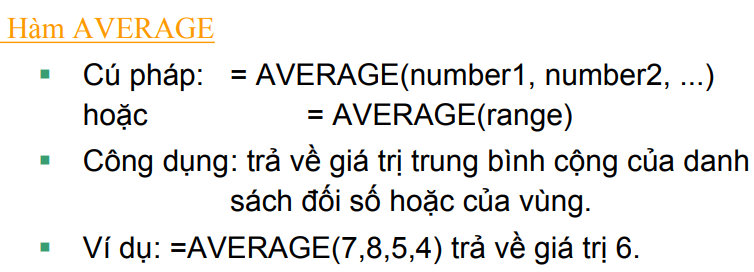 Hàm AVERAGE
Cú pháp: = AVERAGE(number1, number2, ...)
hoặc = AVERAGE(range)
Công dụng: trả về giá trị trung bình cộng của danh
sách đối số hoặc của vùng.
Ví dụ: =AVERAGE(7,8,5,4) trả về giá trị 6.